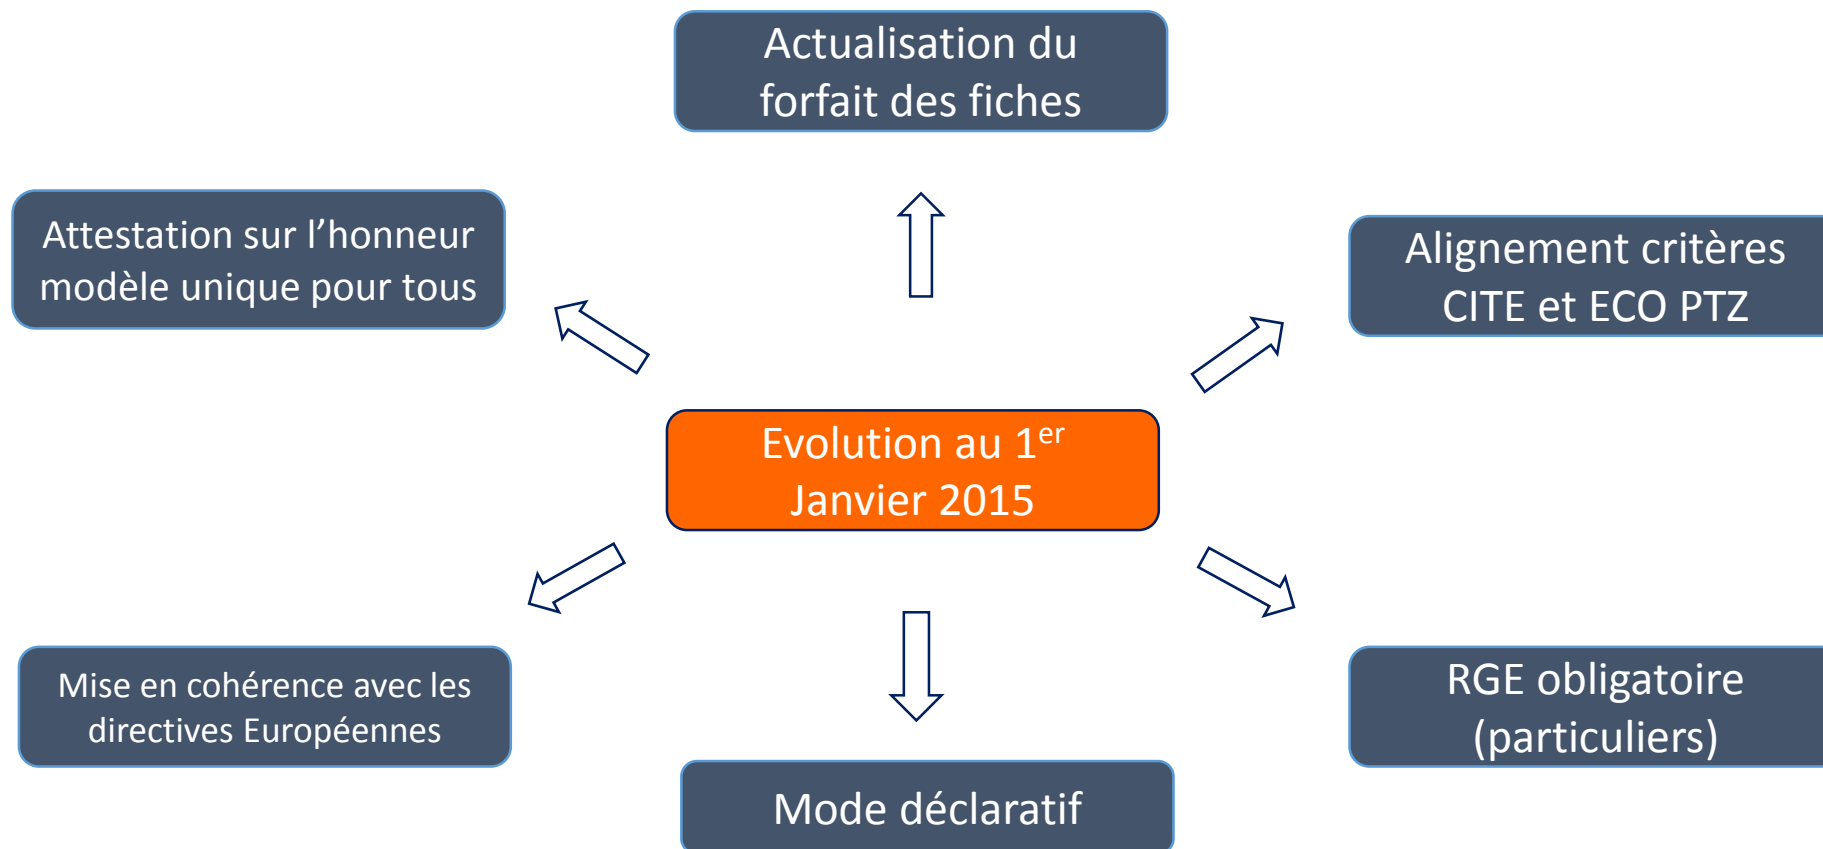 Actualisation du
forfait des fiches
Attestation sur l’honneur
modèle unique pour tous
Alignement critères
CITE et ECO PTZ
Evolution au 1er
Janvier 2015
Mise en cohérence avec les
directives Européennes
RGE obligatoire
(particuliers)
Mode déclaratif